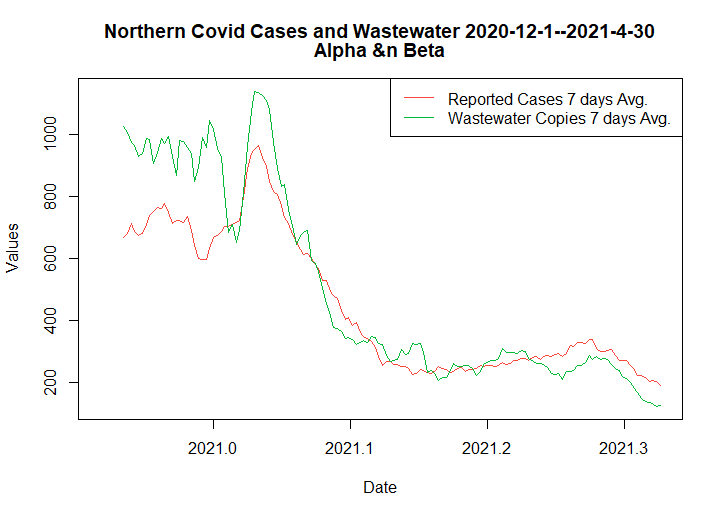 Northern Covid Cases and Wastewater 2020-12-1--2021-4-30
Alpha &n Beta
Reported Cases 7 days Avg.
Wastewater Copies 7 days Avg.
Values
1000
800
600
400
200
2021.0 2021.1 2021.2 2021.3
Date